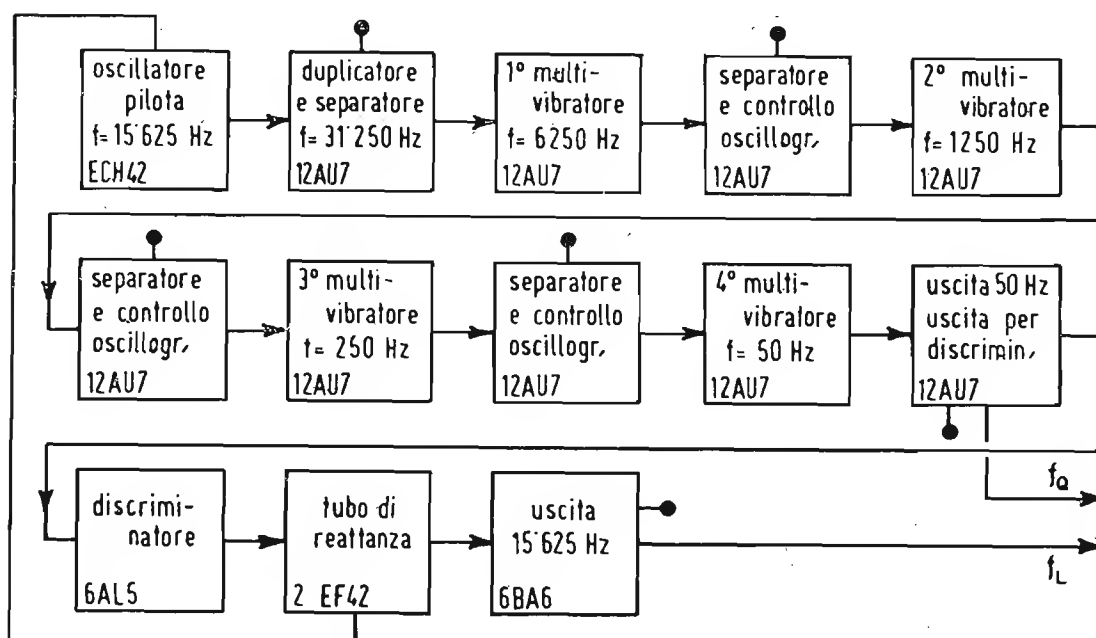 oscillatore
pilota
f= 15'625 Hz
ECH42
duplicatore
e separatore
f= 31'250 Hz
12AU7
1° multi-
vibratore
f= 6250 Hz
12AU7
separatore
e controllo
oscillogr,
12AU7
2° multi-
vibratore
f= 1250 Hz
12AU7
separatore
e controllo
oscillogr,
12AU7
3° multi-
vibratore
f= 250 Hz
12AU7
separatore
e controllo
oscillogr,
12AU7
4° multi-
vibratore
f= 50 Hz
12AU7
uscita 50 Hz
uscita per
discrimin,
12AU7
fQ
discrimi-
natore
6AL5
tubo di
reattanza
2 EF42
uscita
15'625 Hz
6BA6
fL